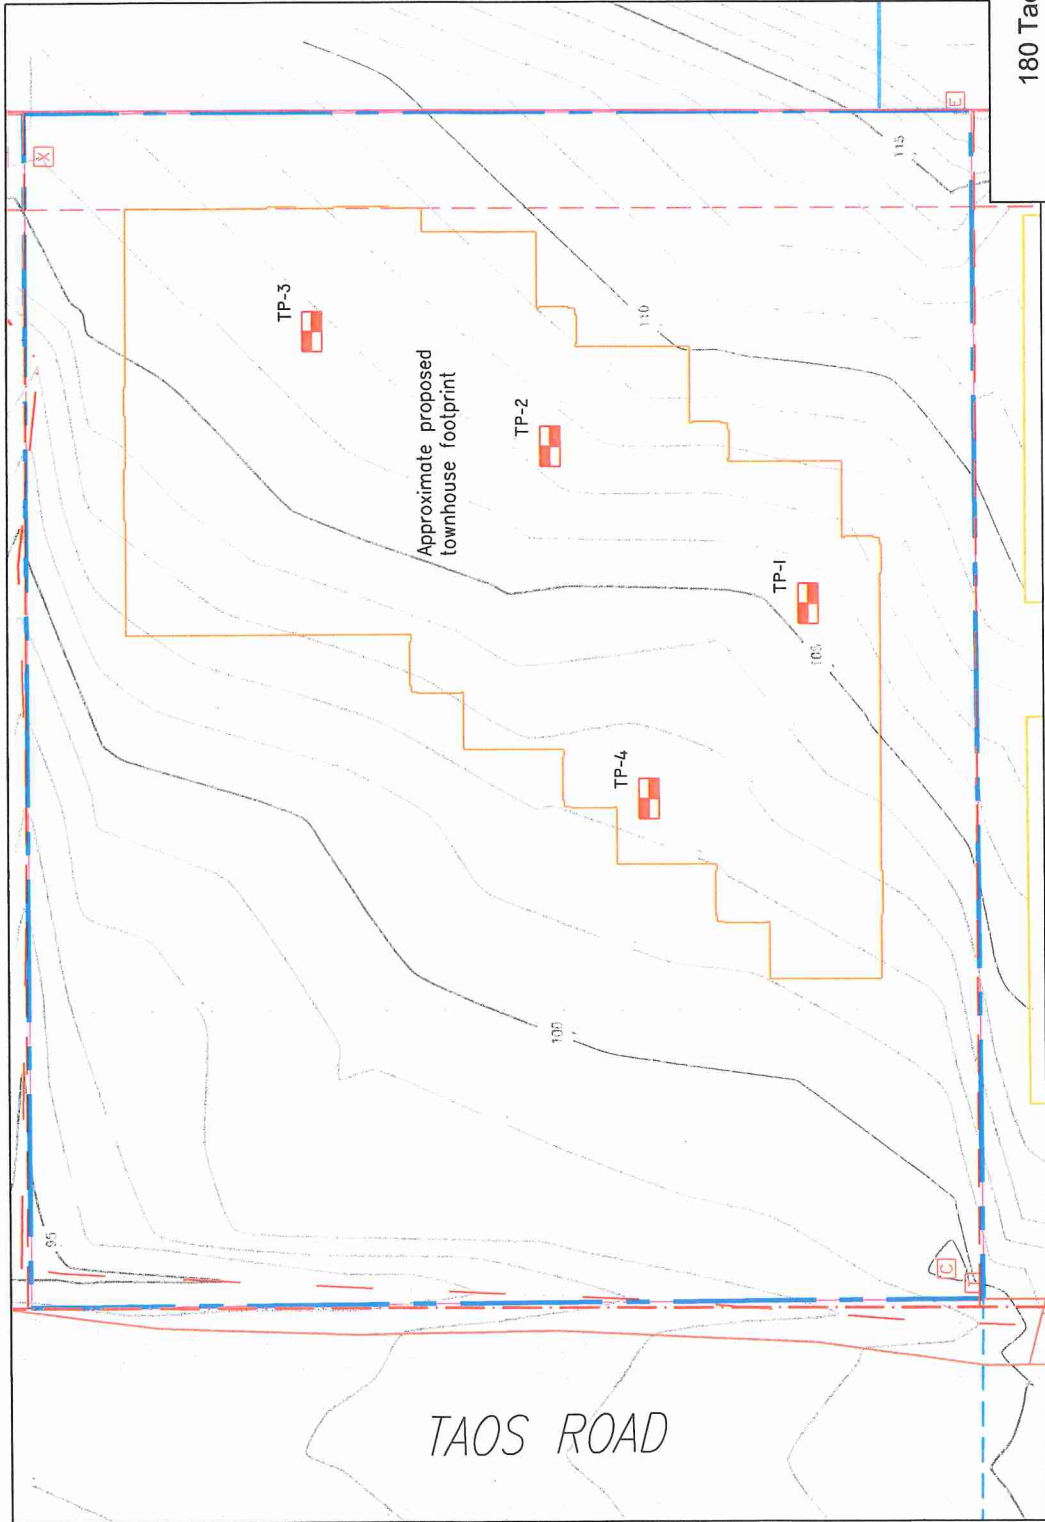 180 Tao
E
X
115
TP-3
110
Approximate proposed
townhouse footprint
TP-2
TP-1
105
TP-4
100
95
C
T
TAOS ROAD